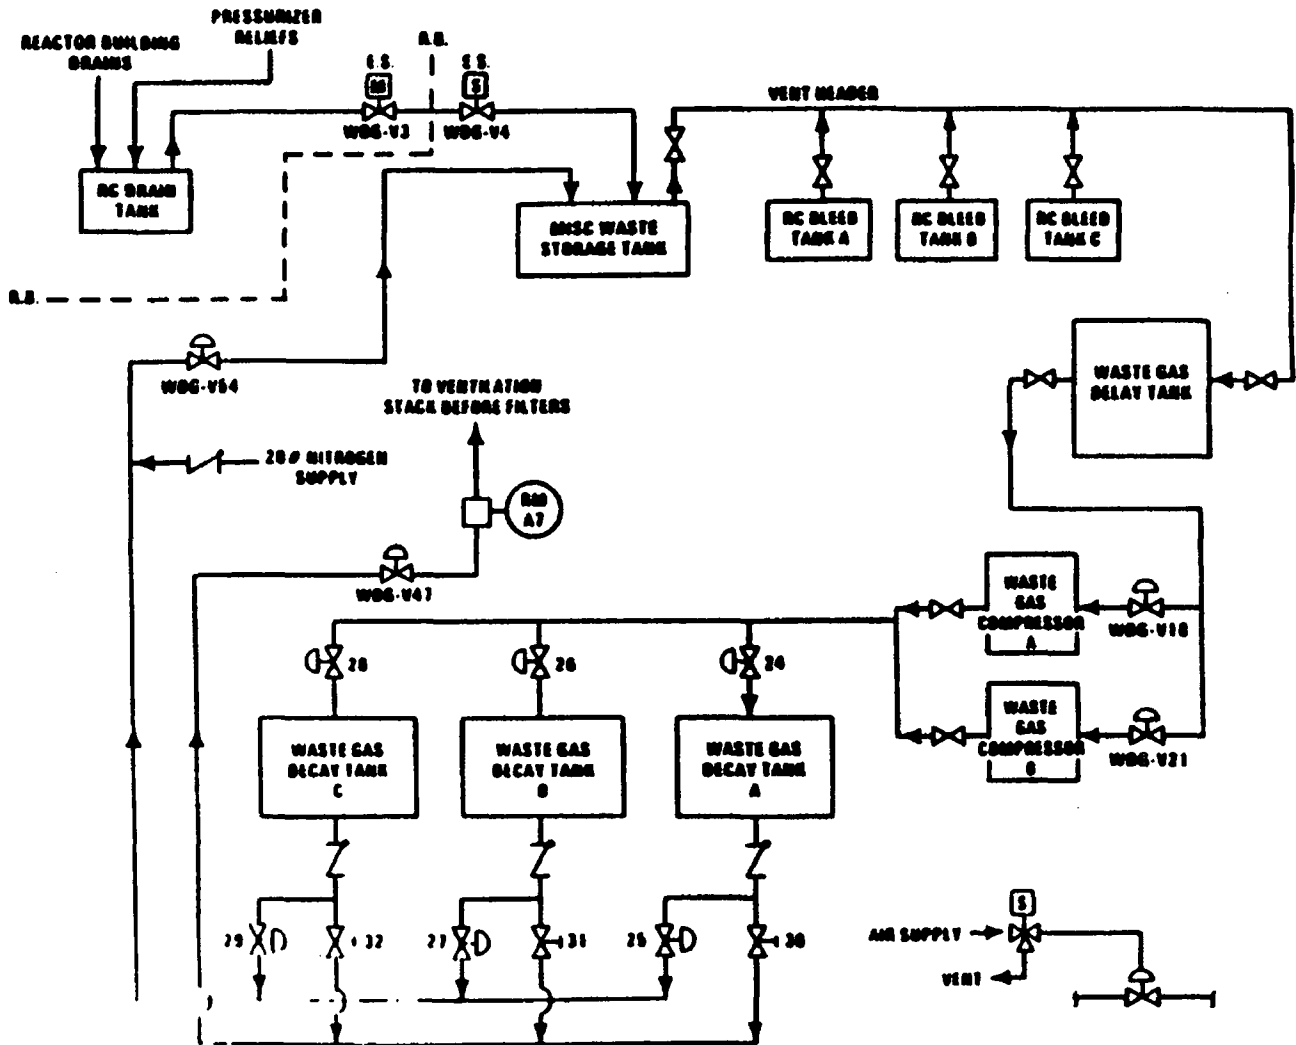 PRESSURIZER
RELIEFS
REACTOR BUILDING
DRAINS
R.B.
E.S.
E.S.
M
S
WDG-V3
WDG-V4
VENT HEADER
RC DRAIN
TANK
MISC WASTE
STORAGE TANK
RC BLEED
TANK A
RC BLEED
TANK B
RC BLEED
TANK C
R.B.
WDG-V54
WASTE GAS
DELAY TANK
TO VENTILATION
STACK BEFORE FILTERS
20# NITROGEN
SUPPLY
RM
A7
WDG-V47
WASTE
GAS
COMPRESSOR
A
WDG-V18
28
26
24
WASTE GAS
DECAY TANK
C
WASTE GAS
DECAY TANK
B
WASTE GAS
DECAY TANK
A
WASTE
GAS
COMPRESSOR
B
WDG-V21
29
32
27
31
25
30
S
AIR SUPPLY
VENT